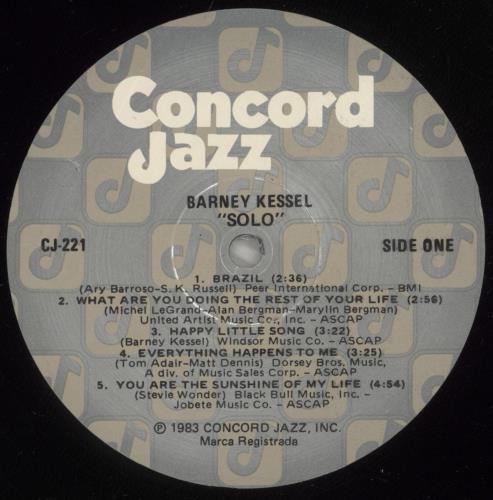 Concord
Jazz
BARNEY KESSEL
"SOLO"
CJ-221
SIDE ONE
1. BRAZIL (2:36)
(Ary Barroso-S. K. Russell) Peer International Corp. - BMI
2. WHAT ARE YOU DOING THE REST OF YOUR LIFE (2:56)
(Michel LeGrand-Alan Bergman-Marylin Bergman)
United Artist Music Co., Inc. - ASCAP
3. HAPPY LITTLE SONG (3:22)
(Barney Kessel) Windsor Music Co. - ASCAP
4. EVERYTHING HAPPENS TO ME (3:25)
(Tom Adair-Matt Dennis) Dorsey Bros. Music,
A div. of Music Sales Corp. - ASCAP
5. YOU ARE THE SUNSHINE OF MY LIFE (4:54)
(Stevie Wonder) Black Bull Music, Inc. -
Jobete Music Co. - ASCAP
℗ 1983 CONCORD JAZZ, INC.
Marca Registrada